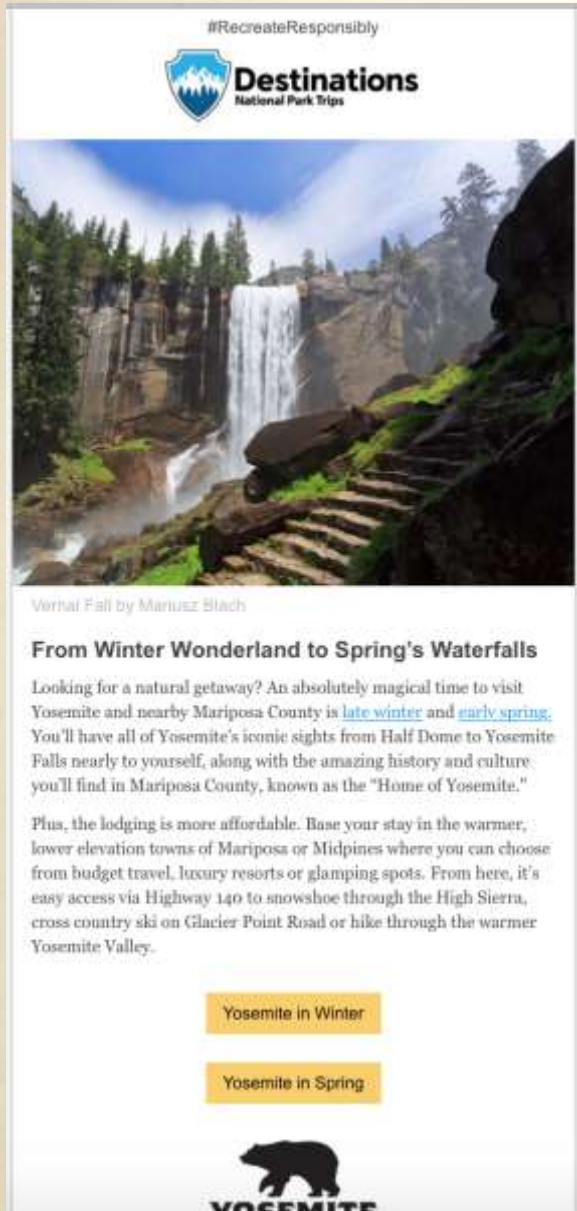 #RecreateResponsibly
Destinations
National Park Trips
Vernal Fall by Mariusz Blach
From Winter Wonderland to Spring's Waterfalls
Looking for a natural getaway? An absolutely magical time to visit
Yosemite and nearby Mariposa County is late winter and early spring.
You'll have all of Yosemite's iconic sights from Half Dome to Yosemite
Falls nearly to yourself, along with the amazing history and culture
you'll find in Mariposa County, known as the "Home of Yosemite."
Plus, the lodging is more affordable. Base your stay in the warmer,
lower elevation towns of Mariposa or Midpines where you can choose
from budget travel, luxury resorts or glamping spots. From here, it's
easy access via Highway 140 to snowshoe through the High Sierra,
cross country ski on Glacier Point Road or hike through the warmer
Yosemite Valley.
Yosemite in Winter
Yosemite in Spring
YOSEMITE